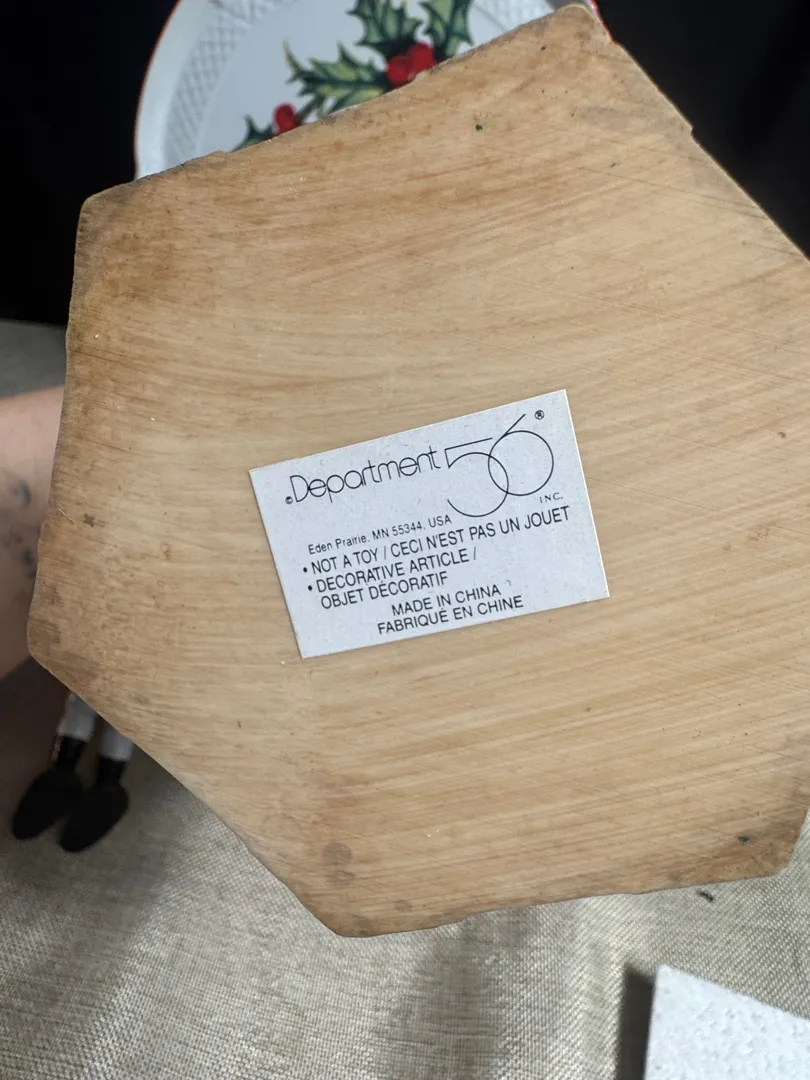 ©Department 56®
INC.
Eden Prairie, MN 55344, USA
• NOT A TOY / CECI N'EST PAS UN JOUET
• DECORATIVE ARTICLE /
OBJET DÉCORATIF
MADE IN CHINA
FABRIQUÉ EN CHINE